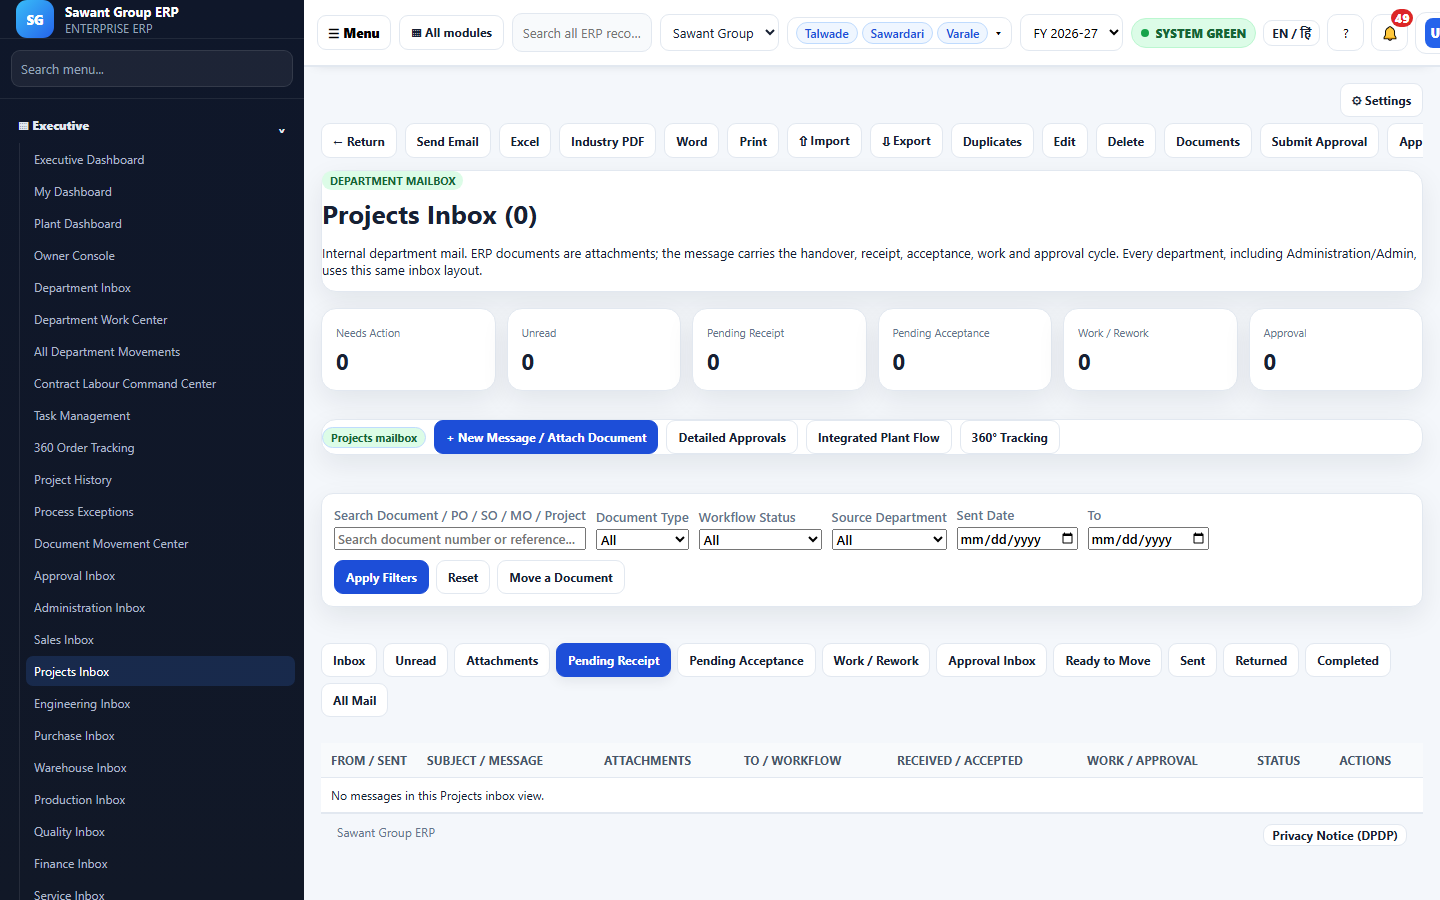 SG
Sawant Group ERP
ENTERPRISE ERP
Search menu...
Executive
Executive Dashboard
My Dashboard
Plant Dashboard
Owner Console
Department Inbox
Department Work Center
All Department Movements
Contract Labour Command Center
Task Management
360 Order Tracking
Project History
Process Exceptions
Document Movement Center
Approval Inbox
Administration Inbox
Sales Inbox
Projects Inbox
Engineering Inbox
Purchase Inbox
Warehouse Inbox
Production Inbox
Quality Inbox
Finance Inbox
Service Inbox
☰ Menu
All modules
Search all ERP reco...
Sawant Group
Talwade
Sawardari
Varale
FY 2026-27
SYSTEM GREEN
EN / हिं
?
49
U
⚙ Settings
← Return
Send Email
Excel
Industry PDF
Word
Print
⇧ Import
⇩ Export
Duplicates
Edit
Delete
Documents
Submit Approval
App
DEPARTMENT MAILBOX
Projects Inbox (0)
Internal department mail. ERP documents are attachments; the message carries the handover, receipt, acceptance, work and approval cycle. Every department, including Administration/Admin,
uses this same inbox layout.
Needs Action
0
Unread
0
Pending Receipt
0
Pending Acceptance
0
Work / Rework
0
Approval
0
Projects mailbox
+ New Message / Attach Document
Detailed Approvals
Integrated Plant Flow
360° Tracking
Search Document / PO / SO / MO / Project
Search document number or reference...
Document Type
All
Workflow Status
All
Source Department
All
Sent Date
mm/dd/yyyy
To
mm/dd/yyyy
Apply Filters
Reset
Move a Document
Inbox
Unread
Attachments
Pending Receipt
Pending Acceptance
Work / Rework
Approval Inbox
Ready to Move
Sent
Returned
Completed
All Mail
FROM / SENT
SUBJECT / MESSAGE
ATTACHMENTS
TO / WORKFLOW
RECEIVED / ACCEPTED
WORK / APPROVAL
STATUS
ACTIONS
No messages in this Projects inbox view.
Sawant Group ERP
Privacy Notice (DPDP)